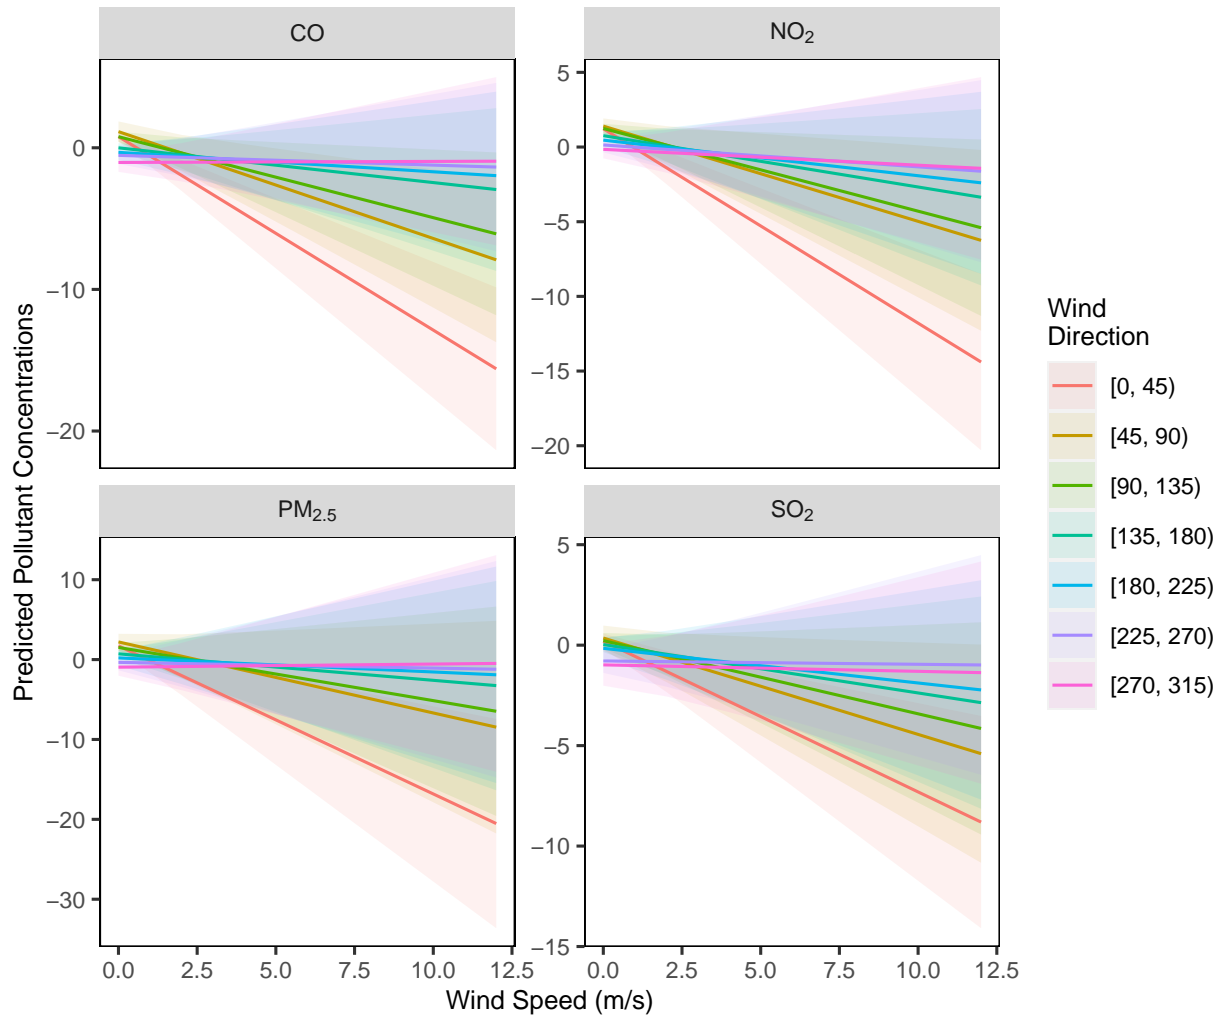 CO
NO₂
0
−10
−20
5
0
−5
−10
−15
−20
PM₂.₅
SO₂
10
0
−10
−20
−30
5
0
−5
−10
−15
0.0 2.5 5.0 7.5 10.0 12.5
0.0 2.5 5.0 7.5 10.0 12.5
Wind Speed (m/s)
Predicted Pollutant Concentrations
Wind
Direction
[0, 45)
[45, 90)
[90, 135)
[135, 180)
[180, 225)
[225, 270)
[270, 315)